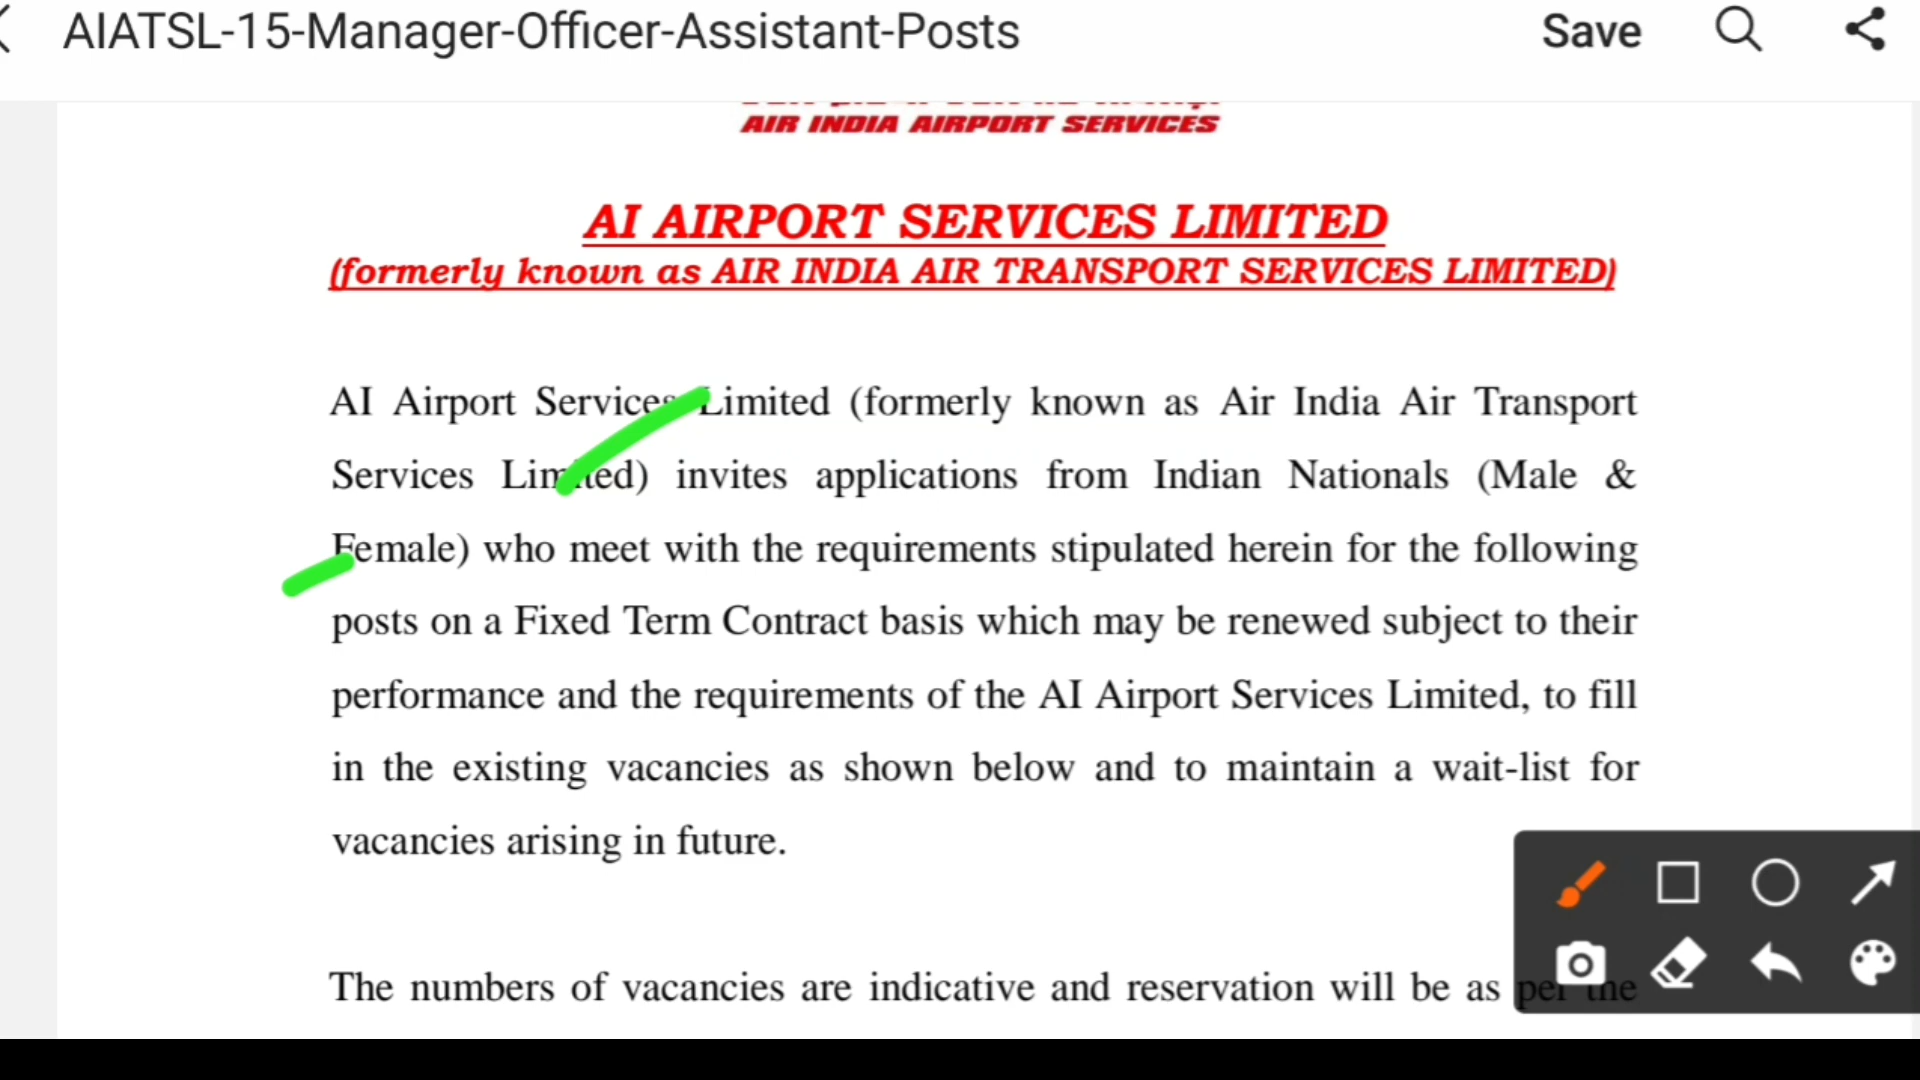 AIATSL-15-Manager-Officer-Assistant-Posts
Save
AIR INDIA AIRPORT SERVICES
AI AIRPORT SERVICES LIMITED
(formerly known as AIR INDIA AIR TRANSPORT SERVICES LIMITED)
AI Airport Services Limited (formerly known as Air India Air Transport
Services Limited) invites applications from Indian Nationals (Male &
Female) who meet with the requirements stipulated herein for the following
posts on a Fixed Term Contract basis which may be renewed subject to their
performance and the requirements of the AI Airport Services Limited, to fill
in the existing vacancies as shown below and to maintain a wait-list for
vacancies arising in future.
The numbers of vacancies are indicative and reservation will be as per the